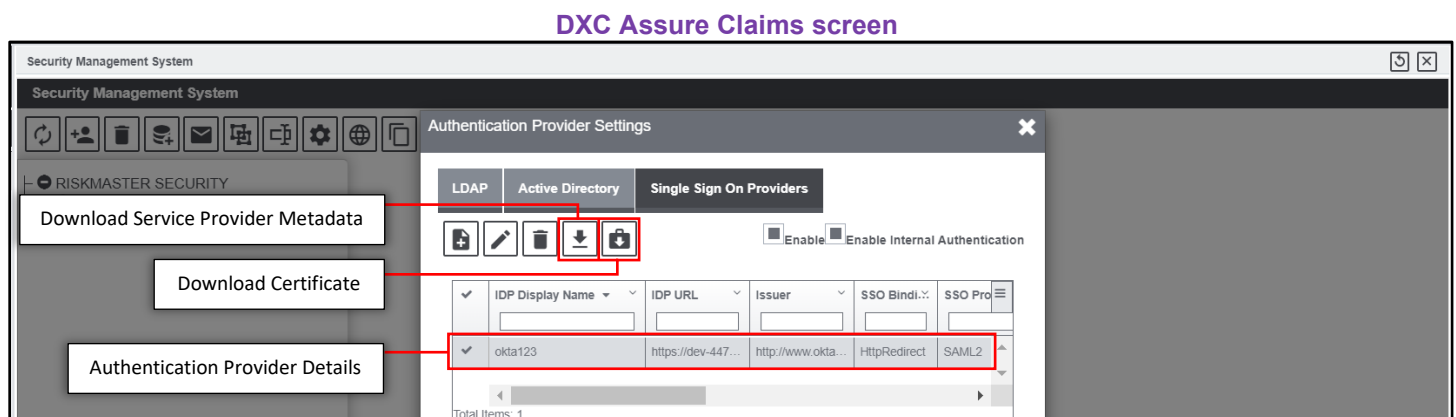 DXC Assure Claims screen
Security Management System
Security Management System
Authentication Provider Settings
RISKMASTER SECURITY
LDAP Active Directory Single Sign On Providers
Download Service Provider Metadata
Enable Enable Internal Authentication
Download Certificate
IDP Display Name IDP URL Issuer SSO Bindi... SSO Pro
okta123 https://dev-447... http://www.okta... HttpRedirect SAML2
Authentication Provider Details
Total Items: 1